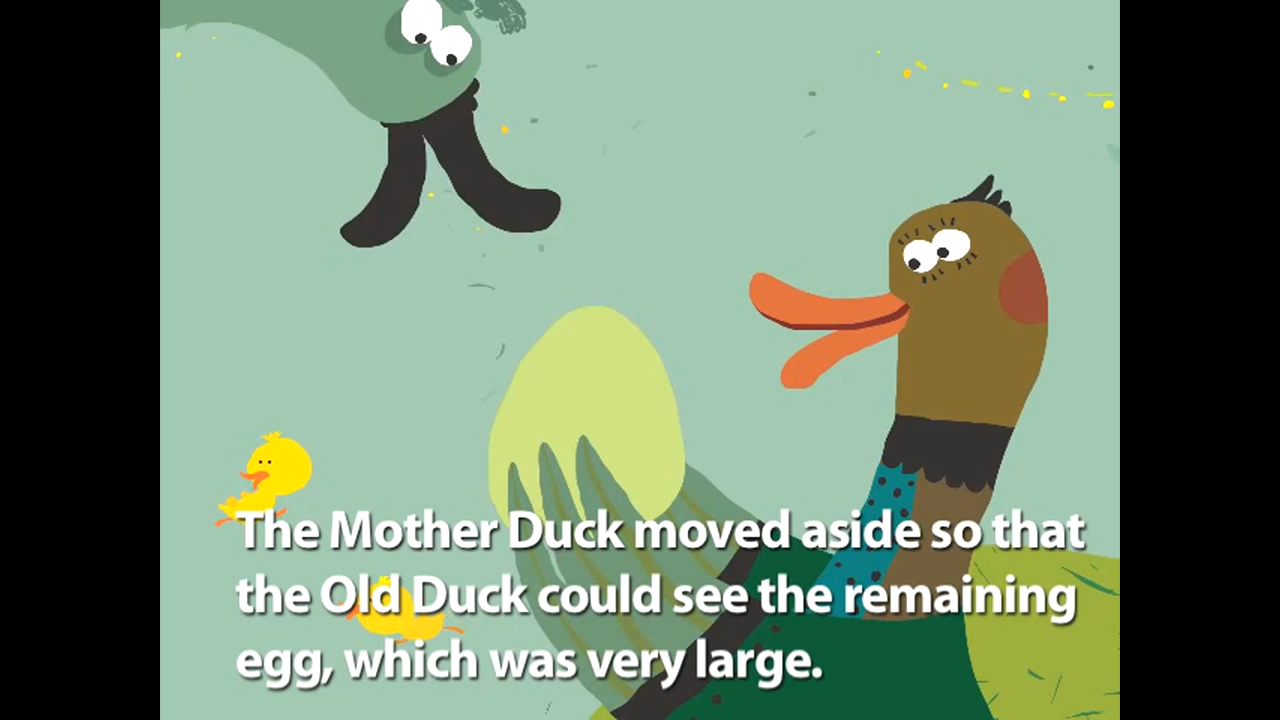 The Mother Duck moved aside so that
the Old Duck could see the remaining
egg, which was very large.